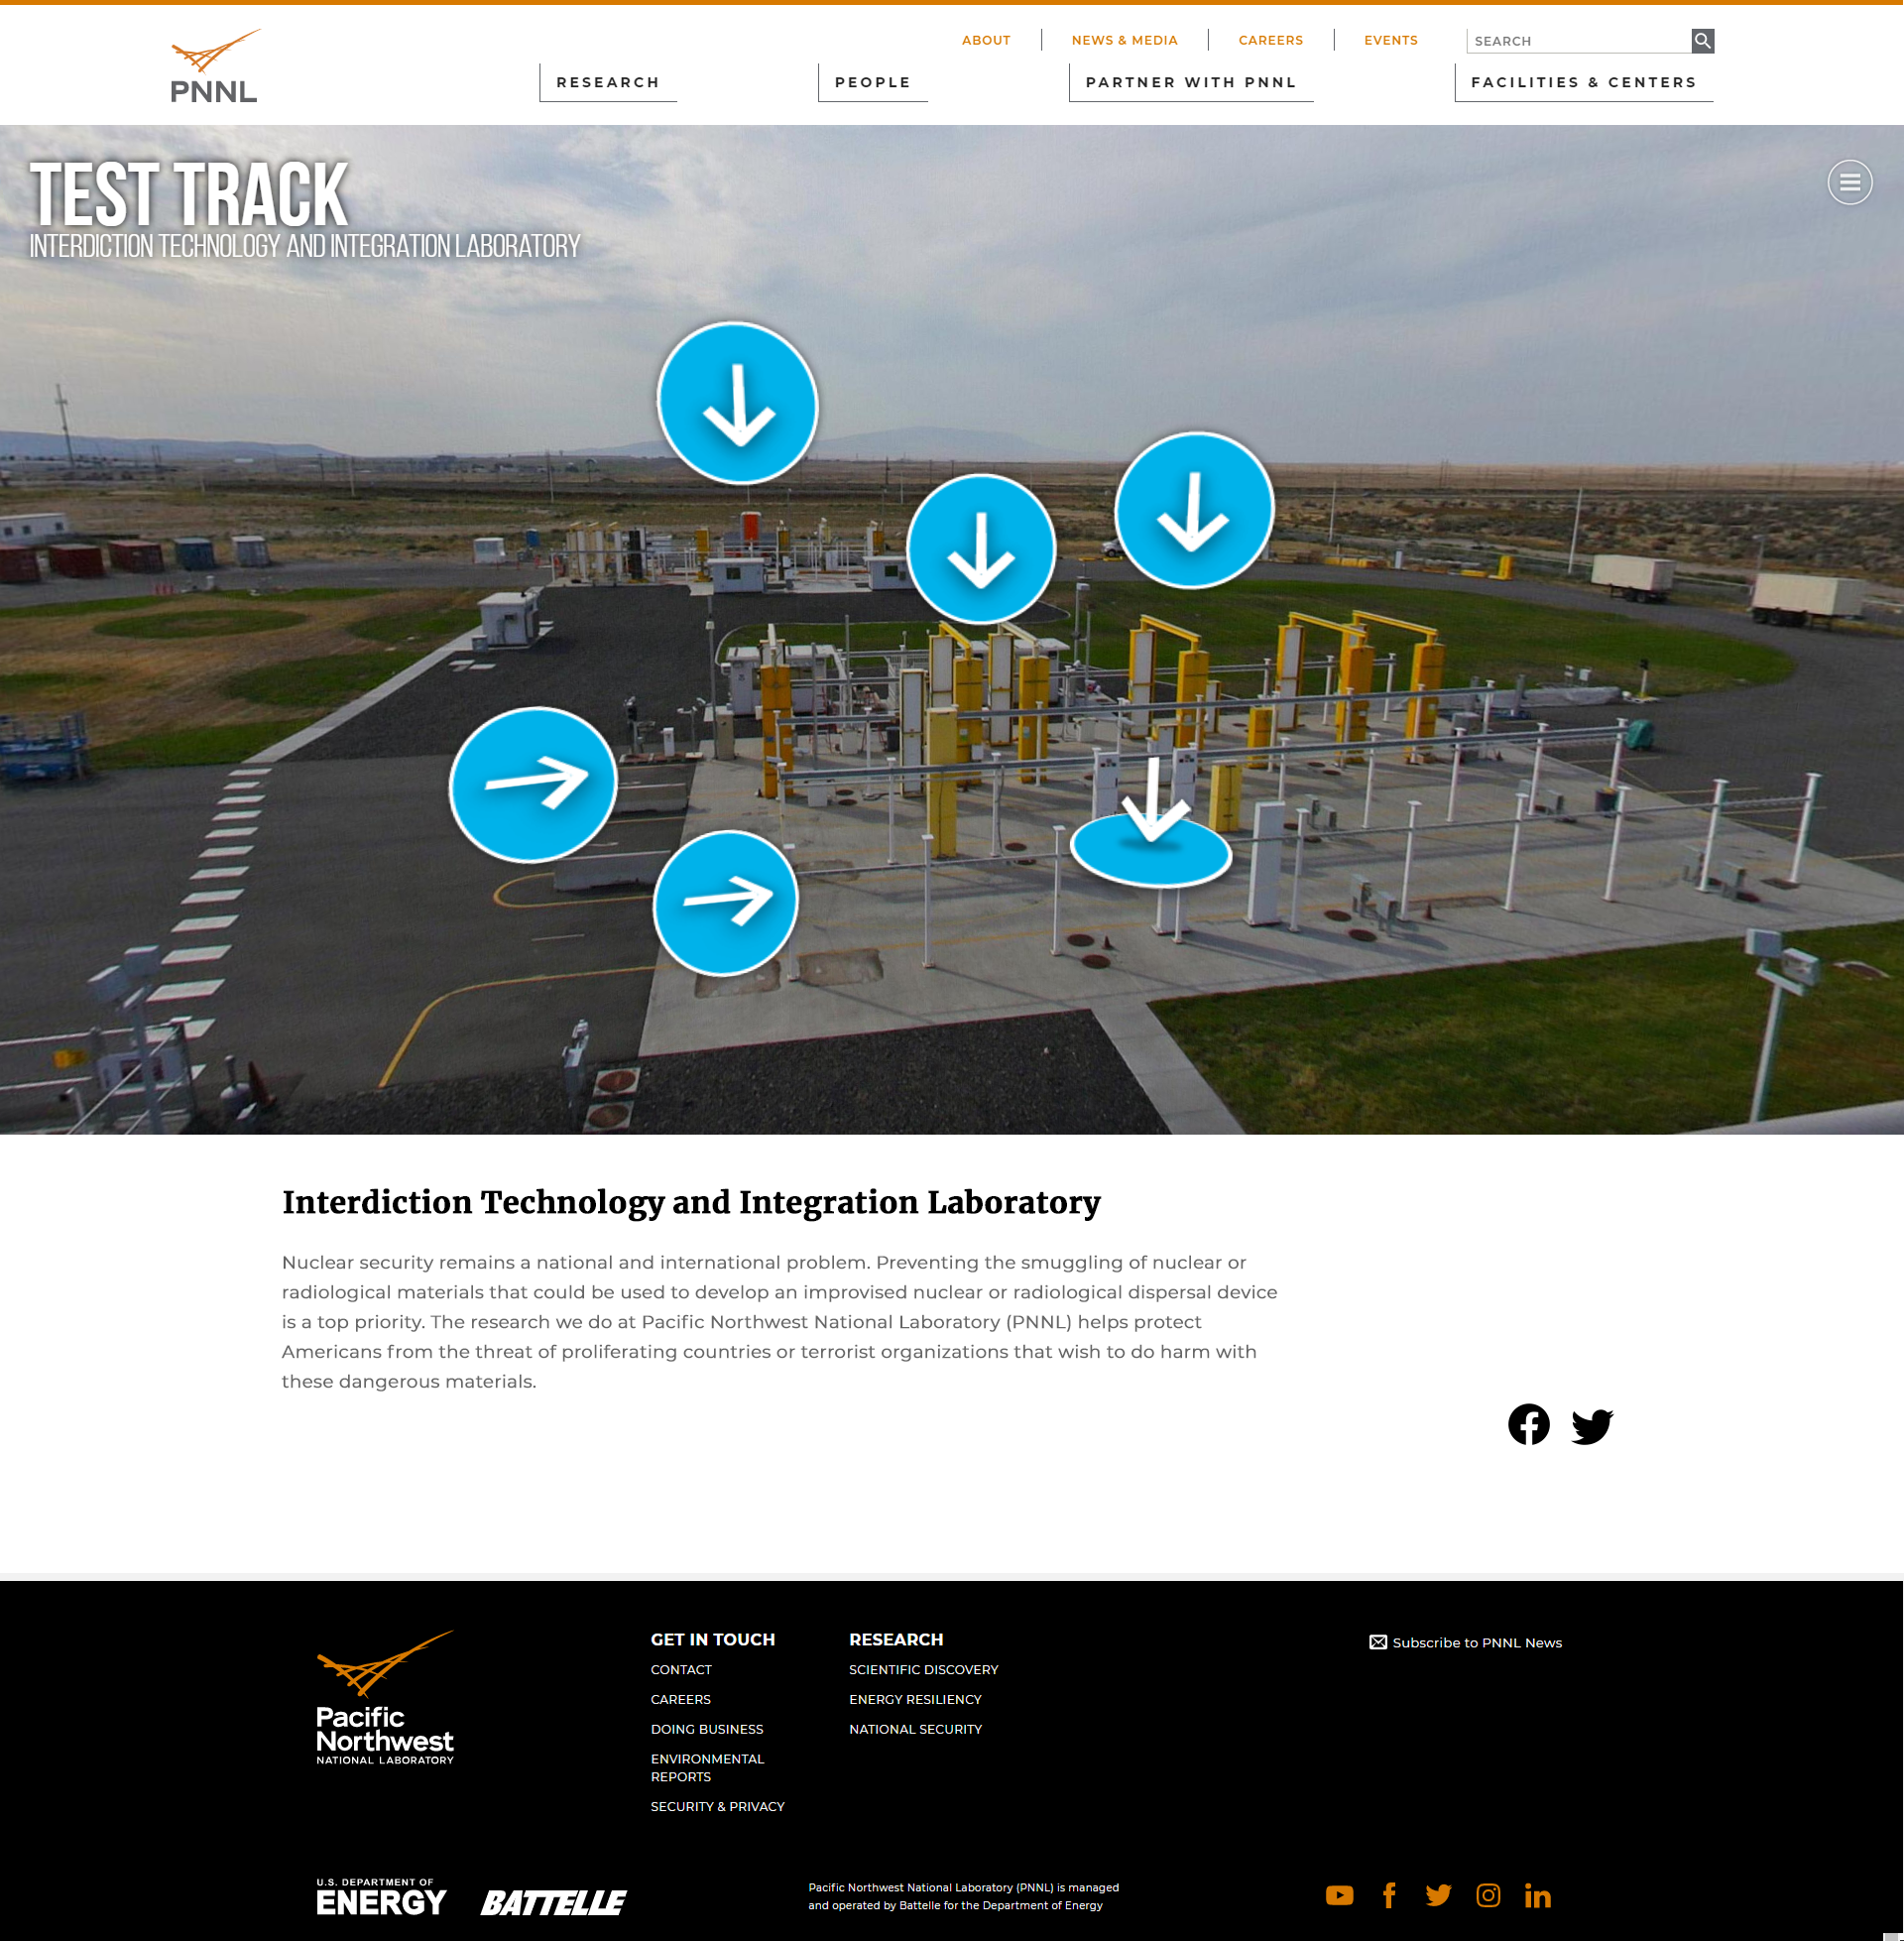 ABOUT
NEWS & MEDIA
CAREERS
EVENTS
SEARCH
PNNL
RESEARCH
PEOPLE
PARTNER WITH PNNL
FACILITIES & CENTERS
TEST TRACK
INTERDICTION TECHNOLOGY AND INTEGRATION LABORATORY
Interdiction Technology and Integration Laboratory
Nuclear security remains a national and international problem. Preventing the smuggling of nuclear or
radiological materials that could be used to develop an improvised nuclear or radiological dispersal device
is a top priority. The research we do at Pacific Northwest National Laboratory (PNNL) helps protect
Americans from the threat of proliferating countries or terrorist organizations that wish to do harm with
these dangerous materials.
Pacific
Northwest
NATIONAL LABORATORY
GET IN TOUCH
CONTACT
CAREERS
DOING BUSINESS
ENVIRONMENTAL
REPORTS
SECURITY & PRIVACY
RESEARCH
SCIENTIFIC DISCOVERY
ENERGY RESILIENCY
NATIONAL SECURITY
Subscribe to PNNL News
U.S. DEPARTMENT OF
ENERGY
BATTELLE
Pacific Northwest National Laboratory (PNNL) is managed
and operated by Battelle for the Department of Energy